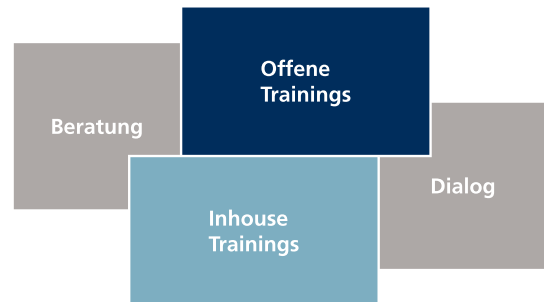 Offene
Trainings
Beratung
Dialog
Inhouse
Trainings